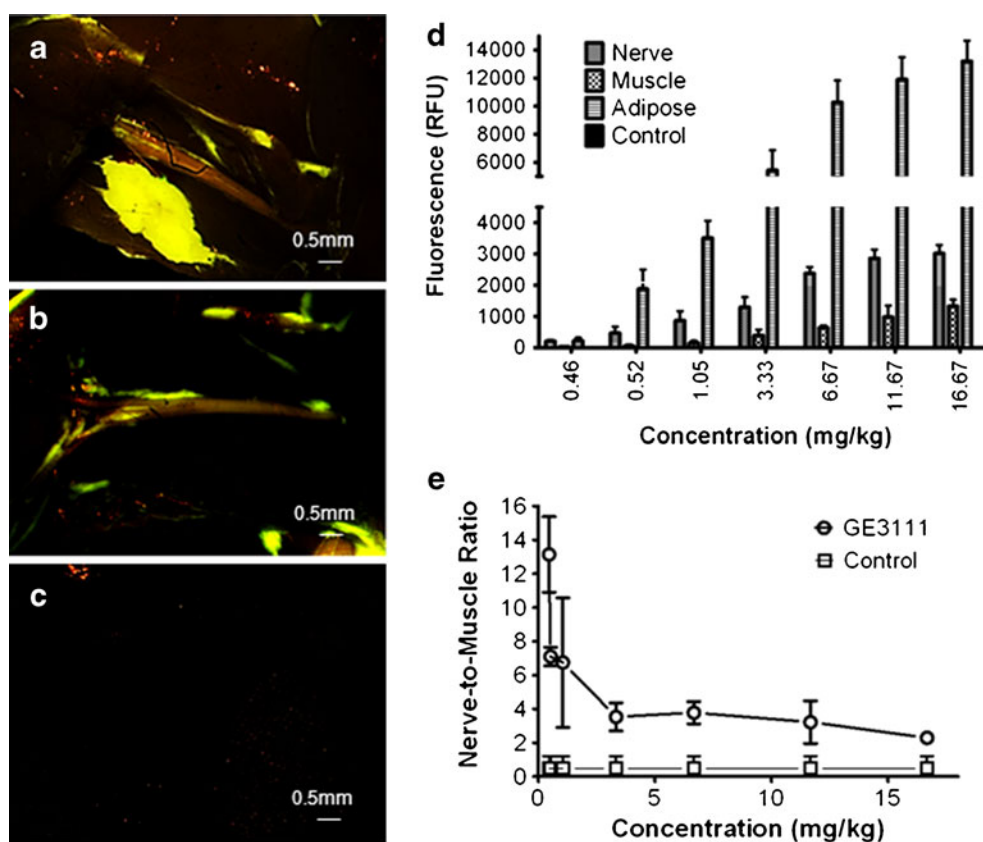 a
0.5mm
b
0.5mm
c
0.5mm
d
Nerve
Muscle
Adipose
Control
Fluorescence (RFU)
14000
12000
10000
8000
6000
4000
3000
2000
1000
0
0.46
0.52
1.05
3.33
6.67
11.67
16.67
Concentration (mg/kg)
e
GE3111
Control
Nerve-to-Muscle Ratio
16
14
12
10
8
6
4
2
0
0
5
10
15
Concentration (mg/kg)